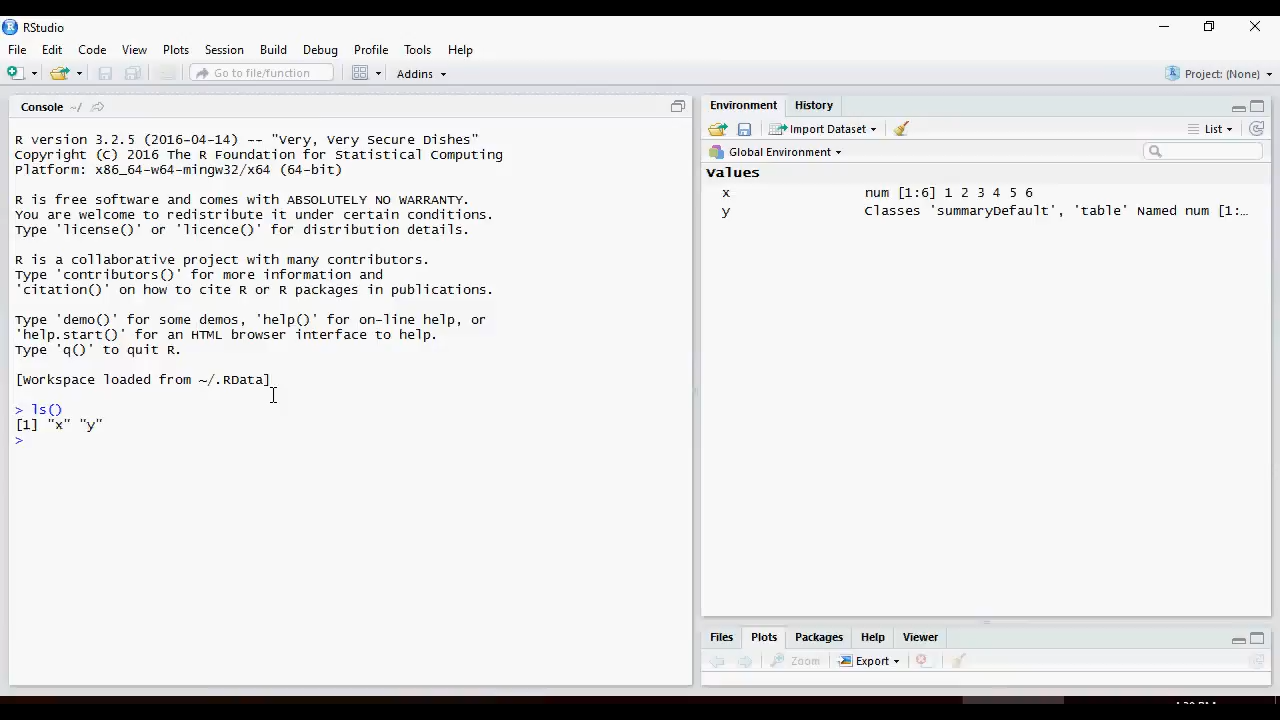 RStudio
File Edit Code View Plots Session Build Debug Profile Tools Help
Go to file/function Addins Project: (None)
Console ~/
R version 3.2.5 (2016-04-14) -- "Very, Very Secure Dishes"
Copyright (C) 2016 The R Foundation for Statistical Computing
Platform: x86_64-w64-mingw32/x64 (64-bit)
R is free software and comes with ABSOLUTELY NO WARRANTY.
You are welcome to redistribute it under certain conditions.
Type 'license()' or 'licence()' for distribution details.
R is a collaborative project with many contributors.
Type 'contributors()' for more information and
'citation()' on how to cite R or R packages in publications.
Type 'demo()' for some demos, 'help()' for on-line help, or
'help.start()' for an HTML browser interface to help.
Type 'q()' to quit R.
[Workspace loaded from ~/.RData]
> ls()
[1] "x" "y"
>
Environment History
Import Dataset List
Global Environment
Values
x num [1:6] 1 2 3 4 5 6
y Classes 'summaryDefault', 'table' Named num [1:…
Files Plots Packages Help Viewer
Zoom Export